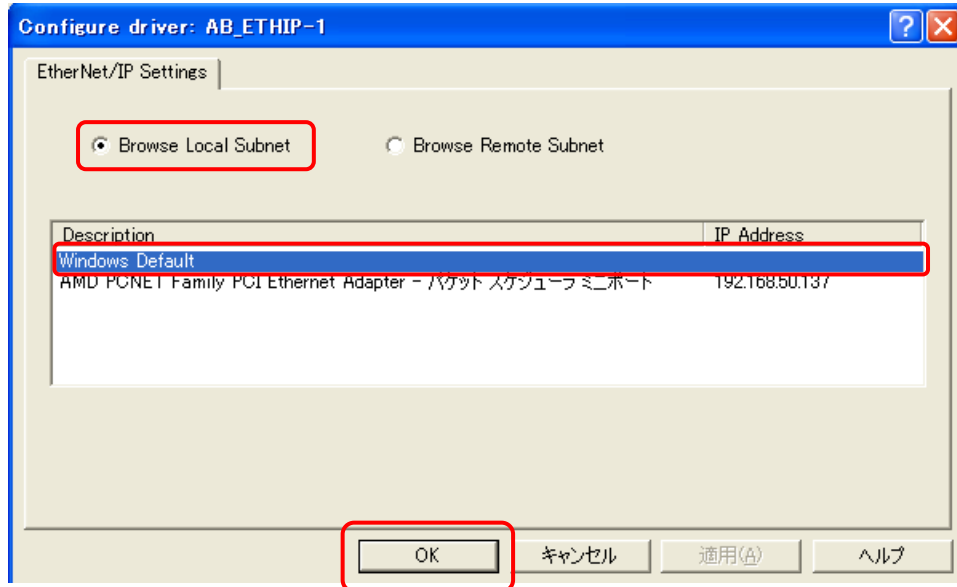 Configure driver: AB_ETHIP-1
EtherNet/IP Settings
Browse Local Subnet Browse Remote Subnet
Description IP Address
Windows Default
AMD PCNET Family PCI Ethernet Adapter - パケット スケジューラ ミニポート 192.168.50.137
OK キャンセル 適用(A) ヘルプ